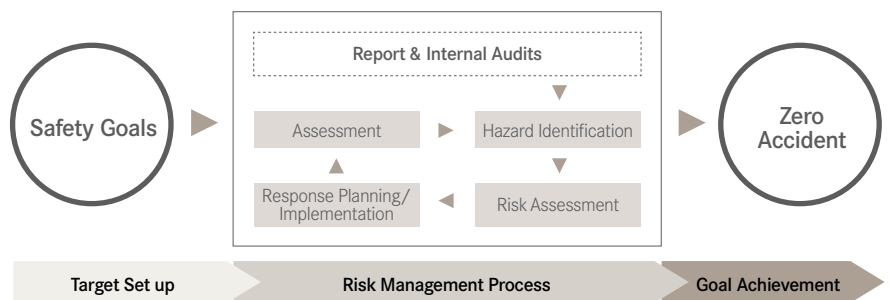 Report & Internal Audits
Safety Goals
Assessment
Hazard Identification
Zero
Accident
Response Planning/
Implementation
Risk Assessment
Target Set up
Risk Management Process
Goal Achievement